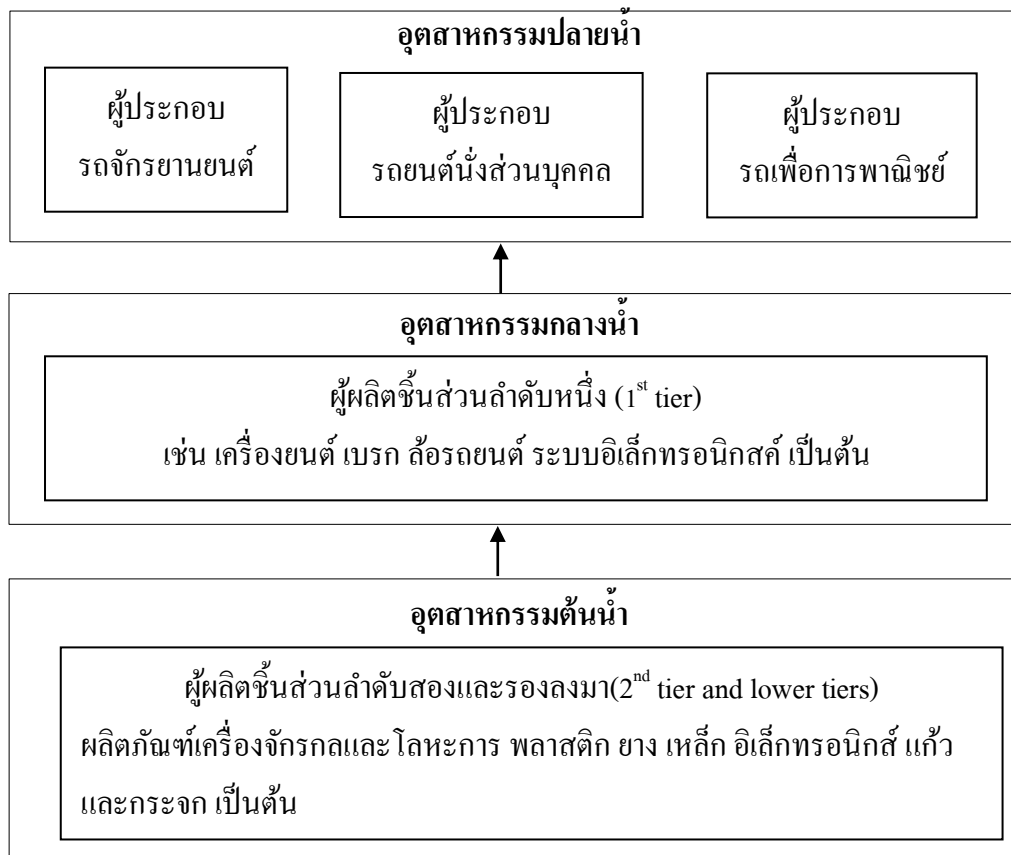 อุตสาหกรรมปลายน้ำ
ผู้ประกอบ
รถจักรยานยนต์
ผู้ประกอบ
รถยนต์นั่งส่วนบุคคล
ผู้ประกอบ
รถเพื่อการพาณิชย์
อุตสาหกรรมกลางน้ำ
ผู้ผลิตชิ้นส่วนลำดับหนึ่ง (1st tier)
เช่น เครื่องยนต์ เบรก ล้อรถยนต์ ระบบอิเล็กทรอนิกสค์ เป็นต้น
อุตสาหกรรมต้นน้ำ
ผู้ผลิตชิ้นส่วนลำดับสองและรองลงมา(2nd tier and lower tiers)
ผลิตภัณฑ์เครื่องจักรกลและโลหะการ พลาสติก ยาง เหล็ก อิเล็กทรอนิกส์ แก้ว
และกระจก เป็นต้น